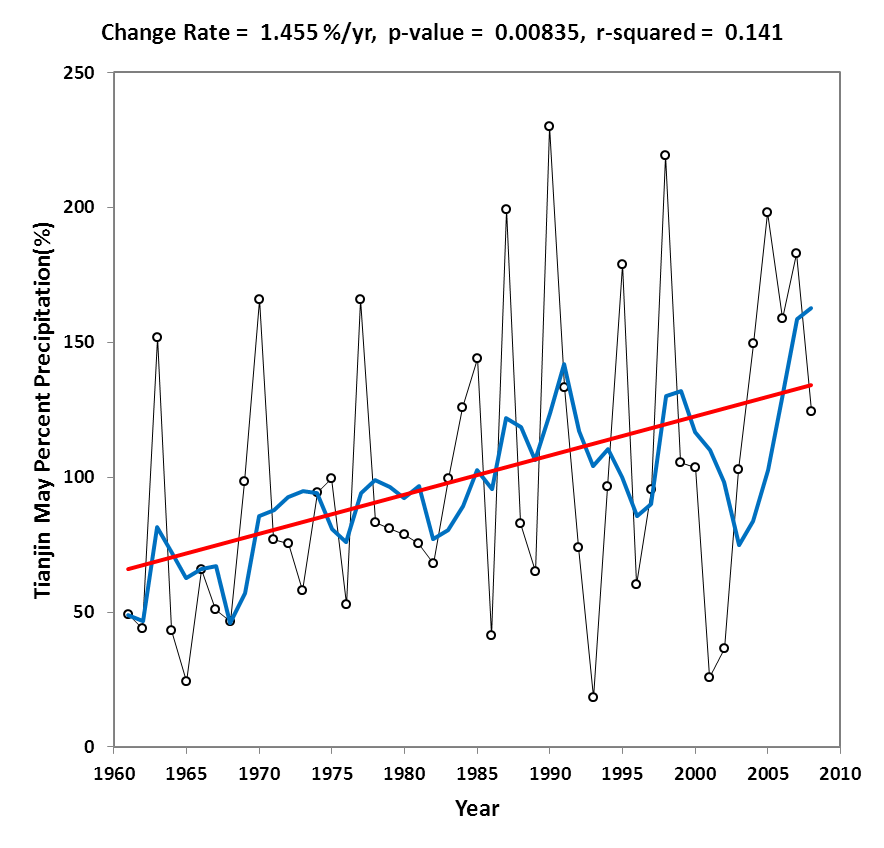 Change Rate = 1.455 %/yr, p-value = 0.00835, r-squared = 0.141
250
200
150
100
50
0
Tianjin May Percent Precipitation(%)
1960 1965 1970 1975 1980 1985 1990 1995 2000 2005 2010
Year